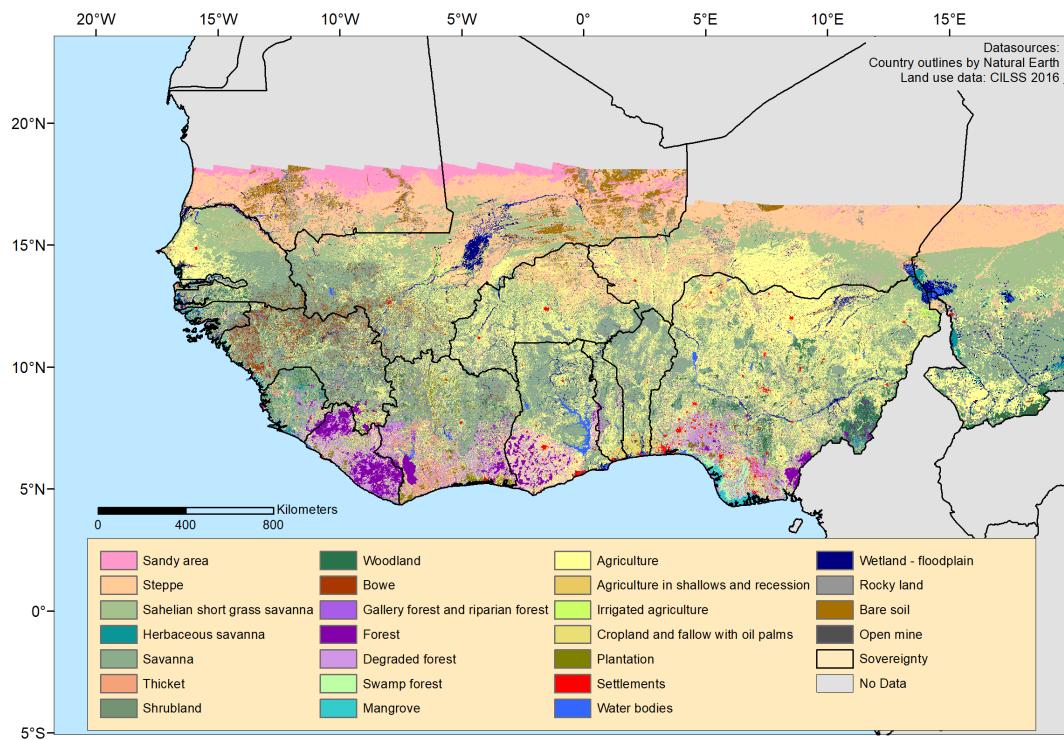 20°W 15°W 10°W 5°W 0° 5°E 10°E 15°E
Datasources:
Country outlines by Natural Earth
Land use data: CILSS 2016
20°N
15°N
10°N
5°N
0°
5°S
Kilometers
0 400 800
Sandy area
Steppe
Sahelian short grass savanna
Herbaceous savanna
Savanna
Thicket
Shrubland
Woodland
Bowe
Gallery forest and riparian forest
Forest
Degraded forest
Swamp forest
Mangrove
Agriculture
Agriculture in shallows and recession
Irrigated agriculture
Cropland and fallow with oil palms
Plantation
Settlements
Water bodies
Wetland - floodplain
Rocky land
Bare soil
Open mine
Sovereignty
No Data